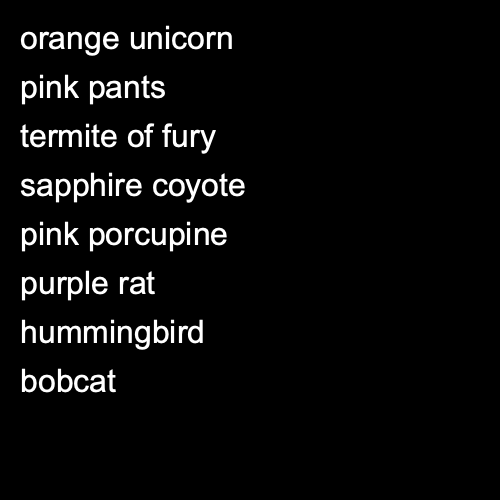 orange unicorn
pink pants
termite of fury
sapphire coyote
pink porcupine
purple rat
hummingbird
bobcat